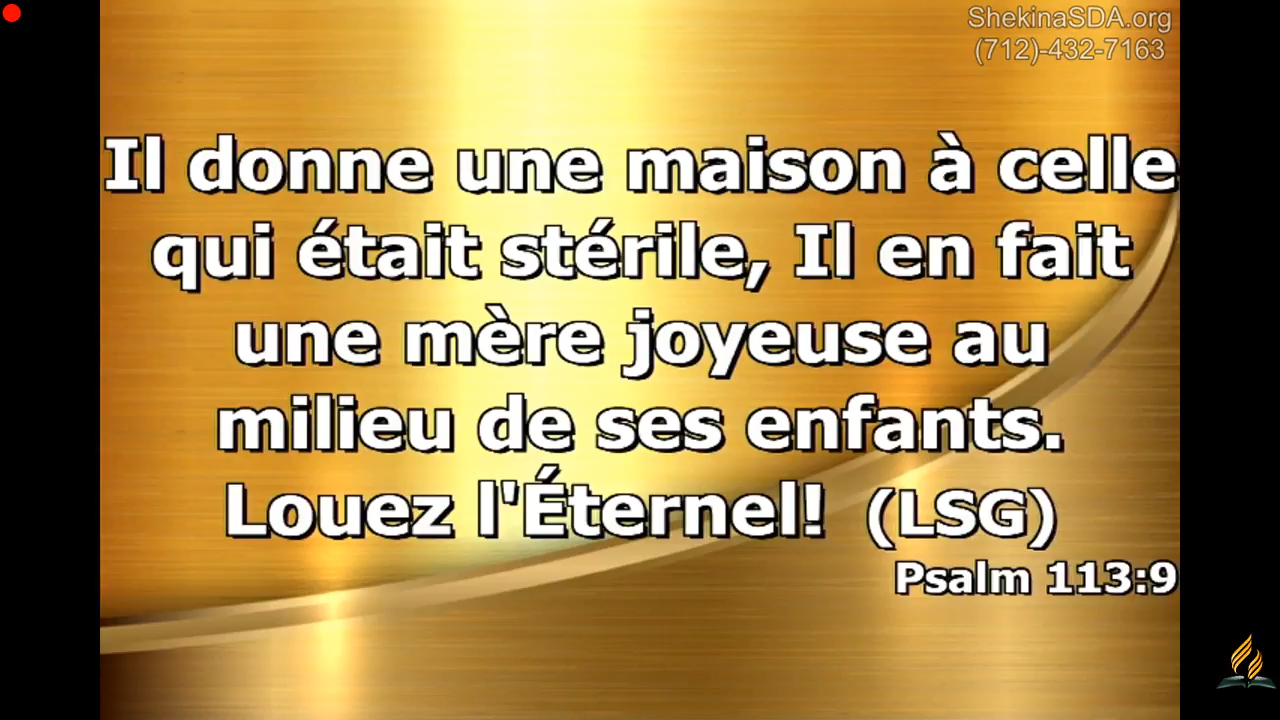 ShekinaSDA.org
(712)-432-7163
Il donne une maison à celle
qui était stérile, Il en fait
une mère joyeuse au
milieu de ses enfants.
Louez l'Éternel! (LSG)
Psalm 113:9